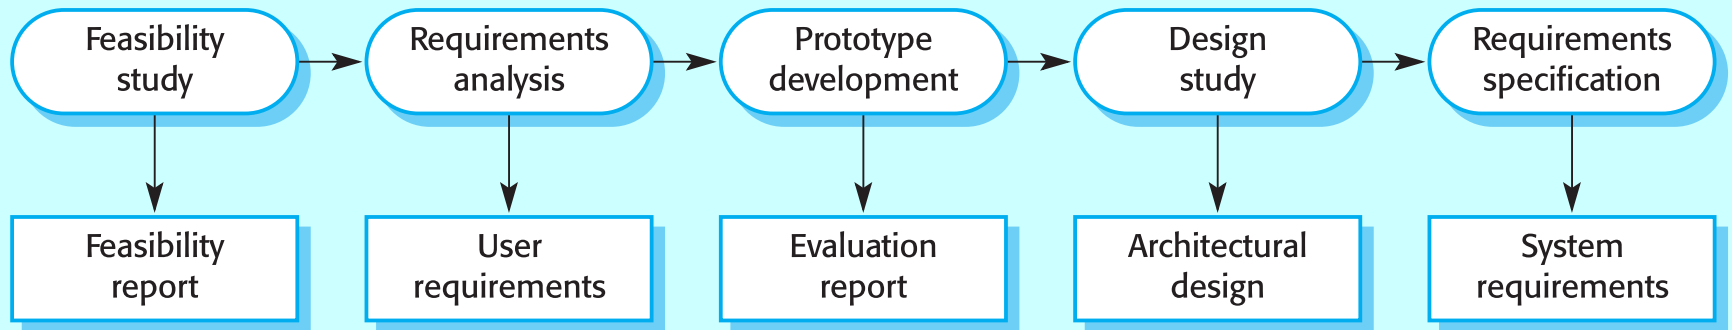 Feasibility
study
Requirements
analysis
Prototype
development
Design
study
Requirements
specification
Feasibility
report
User
requirements
Evaluation
report
Architectural
design
System
requirements